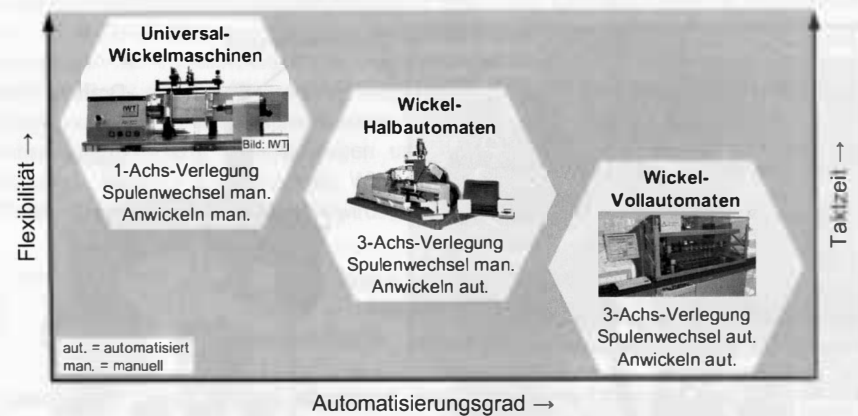 Universal-
Wickelmaschinen
IWT
Bild: IWT
1-Achs-Verlegung
Spulenwechsel man.
Anwickeln man.
Wickel-
Halbautomaten
3-Achs-Verlegung
Spulenwechsel man.
Anwickeln aut.
Wickel-
Vollautomaten
3-Achs-Verlegung
Spulenwechsel aut.
Anwickeln aut.
Flexibilität →
Taktzeit →
aut. = automatisiert
man. = manuell
Automatisierungsgrad →